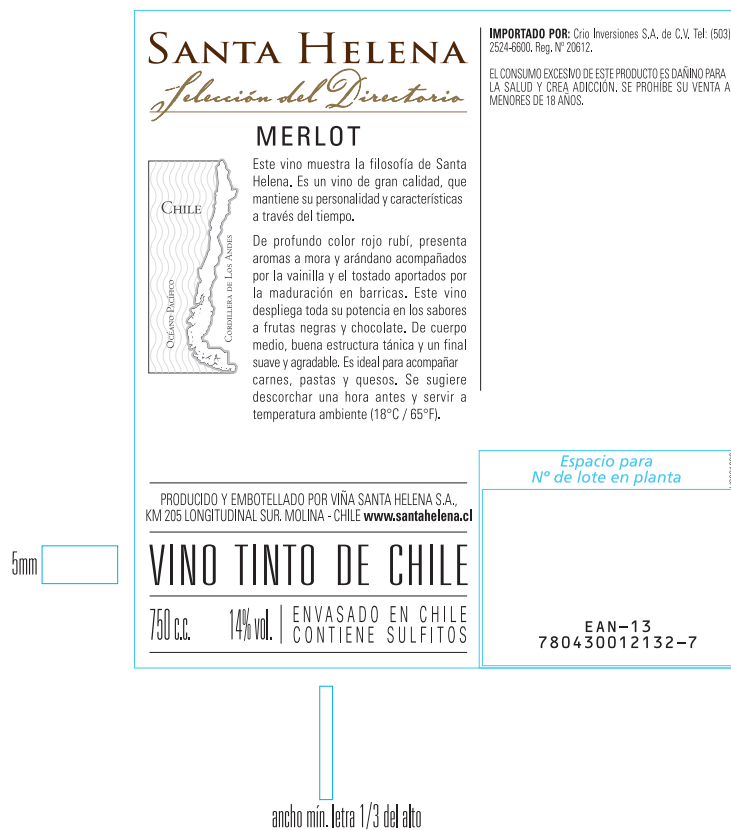 SANTA HELENA
Selección del Directorio
MERLOT
Este vino muestra la filosofía de Santa
Helena. Es un vino de gran calidad, que
mantiene su personalidad y características
a través del tiempo.
De profundo color rojo rubí, presenta
aromas a mora y arándano acompañados
por la vainilla y el tostado aportados por
la maduración en barricas. Este vino
despliega toda su potencia en los sabores
a frutas negras y chocolate. De cuerpo
medio, buena estructura tánica y un final
suave y agradable. Es ideal para acompañar
carnes, pastas y quesos. Se sugiere
descorchar una hora antes y servir a
temperatura ambiente (18°C / 65°F).
CHILE
OCÉANO PACÍFICO
CORDILLERA DE LOS ANDES
PRODUCIDO Y EMBOTELLADO POR VIÑA SANTA HELENA S.A.,
KM 205 LONGITUDINAL SUR. MOLINA - CHILE www.santahelena.cl
VINO TINTO DE CHILE
750 c.c. 14% vol. ENVASADO EN CHILE
CONTIENE SULFITOS
IMPORTADO POR: Crio Inversiones S.A. de C.V. Tel: (503)
2524-6600. Reg. Nº 20612.
EL CONSUMO EXCESIVO DE ESTE PRODUCTO ES DAÑINO PARA
LA SALUD Y CREA ADICCIÓN. SE PROHÍBE SU VENTA A
MENORES DE 18 AÑOS.
Espacio para
Nº de lote en planta
EAN-13
780430012132-7
5mm
ancho mín. letra 1/3 del alto